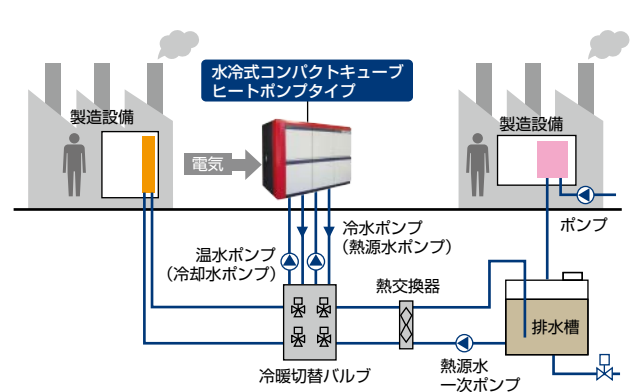 水冷式コンパクトキューブ
ヒートポンプタイプ
製造設備
製造設備
電気
冷水ポンプ
（熱源水ポンプ）
ポンプ
温水ポンプ
（冷却水ポンプ）
熱交換器
排水槽
冷暖切替バルブ
熱源水
一次ポンプ